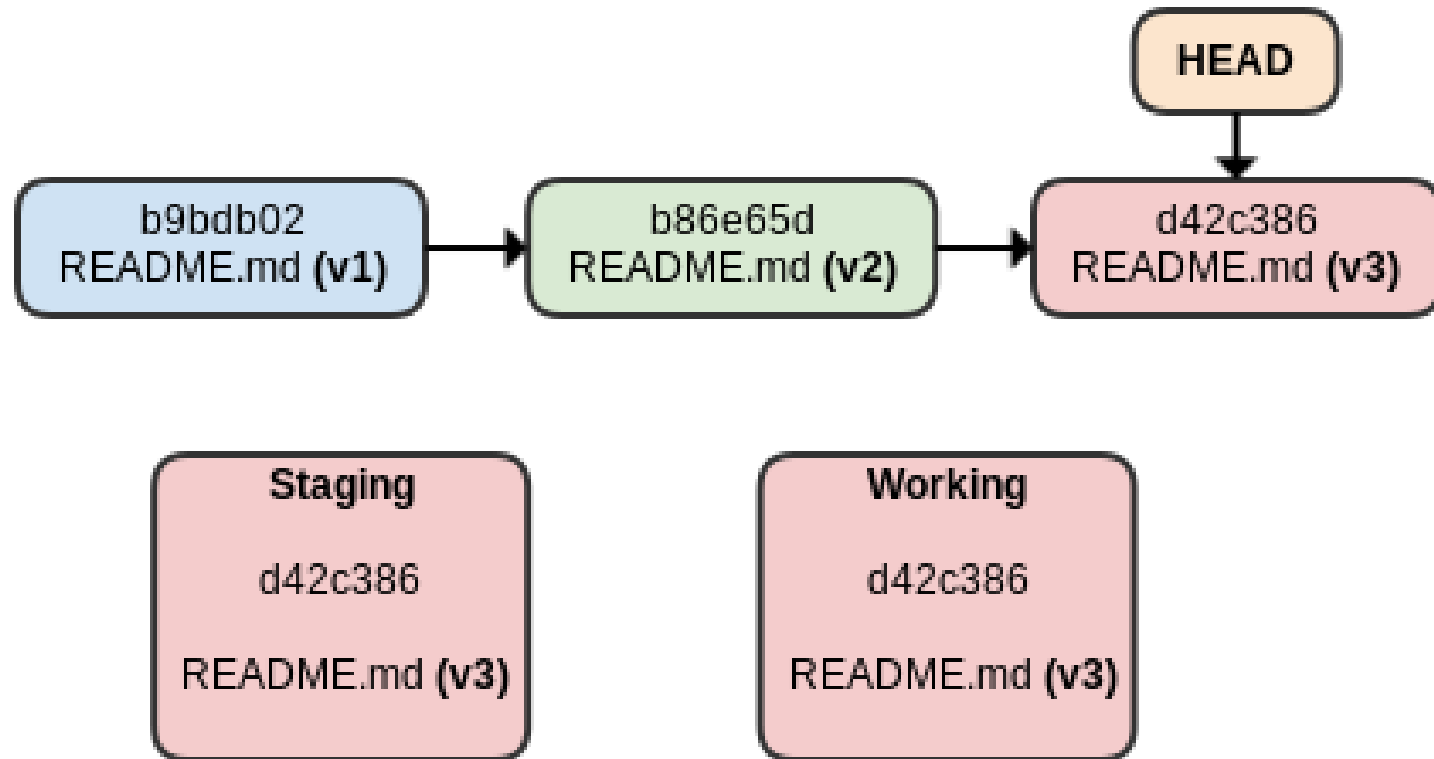 HEAD
b9bdb02
README.md (v1)
b86e65d
README.md (v2)
d42c386
README.md (v3)
Staging
d42c386
README.md (v3)
Working
d42c386
README.md (v3)